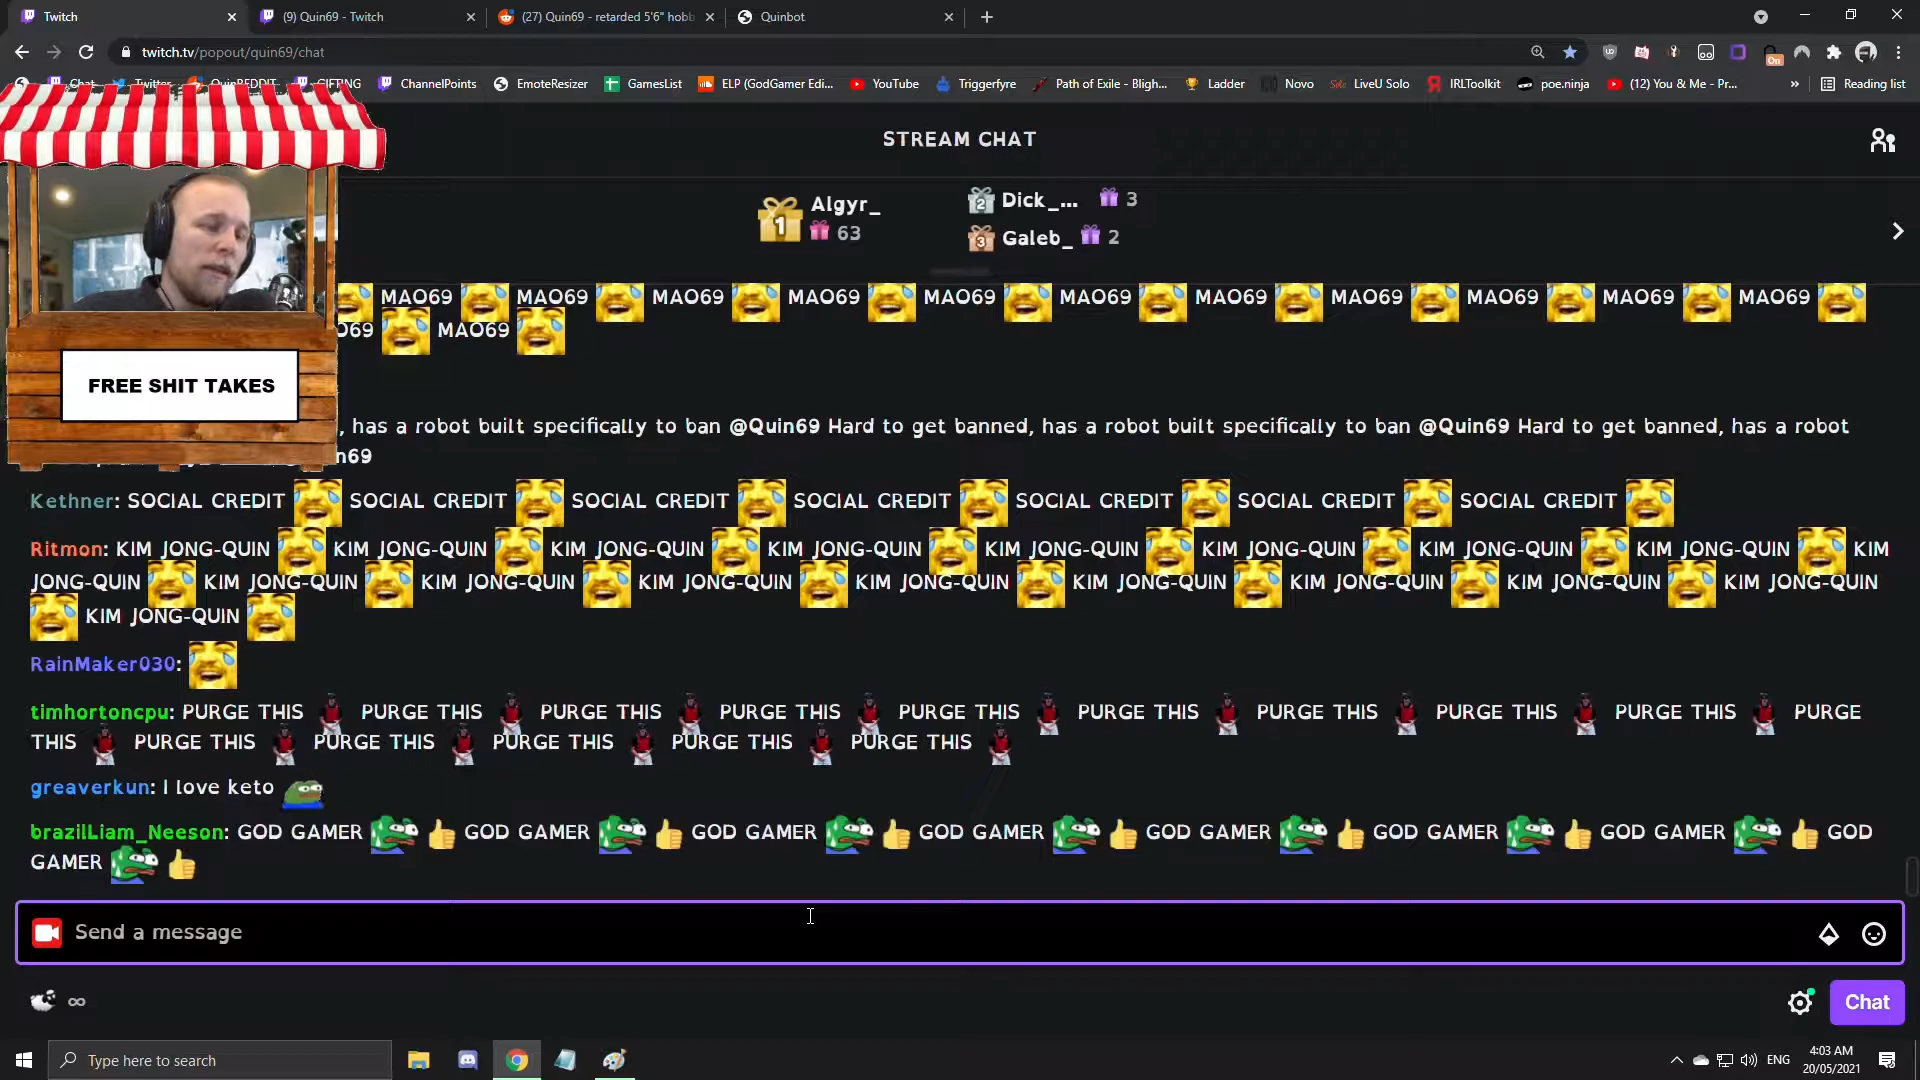 Twitch
(9) Quin69 - Twitch
(27) Quin69 - retarded 5'6" hobb
Quinbot
twitch.tv/popout/quin69/chat
Chat
Twitter
QuinREDDIT
GIFTING
ChannelPoints
EmoteResizer
GamesList
ELP (GodGamer Edi...
YouTube
Triggerfyre
Path of Exile - Bligh...
Ladder
Novo
LiveU Solo
IRLToolkit
poe.ninja
(12) You & Me - Pr...
»
Reading list
On
STREAM CHAT
1 Algyr_ 63
2 Dick_... 3
3 Galeb_ 2
MAO69 MAO69 MAO69 MAO69 MAO69 MAO69 MAO69 MAO69 MAO69 MAO69 MAO69
O69 MAO69
FREE SHIT TAKES
, has a robot built specifically to ban @Quin69 Hard to get banned, has a robot built specifically to ban @Quin69 Hard to get banned, has a robot
n69
Kethner: SOCIAL CREDIT SOCIAL CREDIT SOCIAL CREDIT SOCIAL CREDIT SOCIAL CREDIT SOCIAL CREDIT SOCIAL CREDIT
Ritmon: KIM JONG-QUIN KIM JONG-QUIN KIM JONG-QUIN KIM JONG-QUIN KIM JONG-QUIN KIM JONG-QUIN KIM JONG-QUIN KIM JONG-QUIN KIM
JONG-QUIN KIM JONG-QUIN KIM JONG-QUIN KIM JONG-QUIN KIM JONG-QUIN KIM JONG-QUIN KIM JONG-QUIN KIM JONG-QUIN KIM JONG-QUIN
KIM JONG-QUIN
RainMaker030:
timhortoncpu: PURGE THIS PURGE THIS PURGE THIS PURGE THIS PURGE THIS PURGE THIS PURGE THIS PURGE THIS PURGE THIS PURGE
THIS PURGE THIS PURGE THIS PURGE THIS PURGE THIS PURGE THIS
greaverkun: I love keto
brazilLiam_Neeson: GOD GAMER 👍 GOD GAMER 👍 GOD GAMER 👍 GOD GAMER 👍 GOD GAMER 👍 GOD GAMER 👍 GOD GAMER 👍 GOD
GAMER 👍
Send a message
∞
Chat
Type here to search
ENG
4:03 AM
20/05/2021